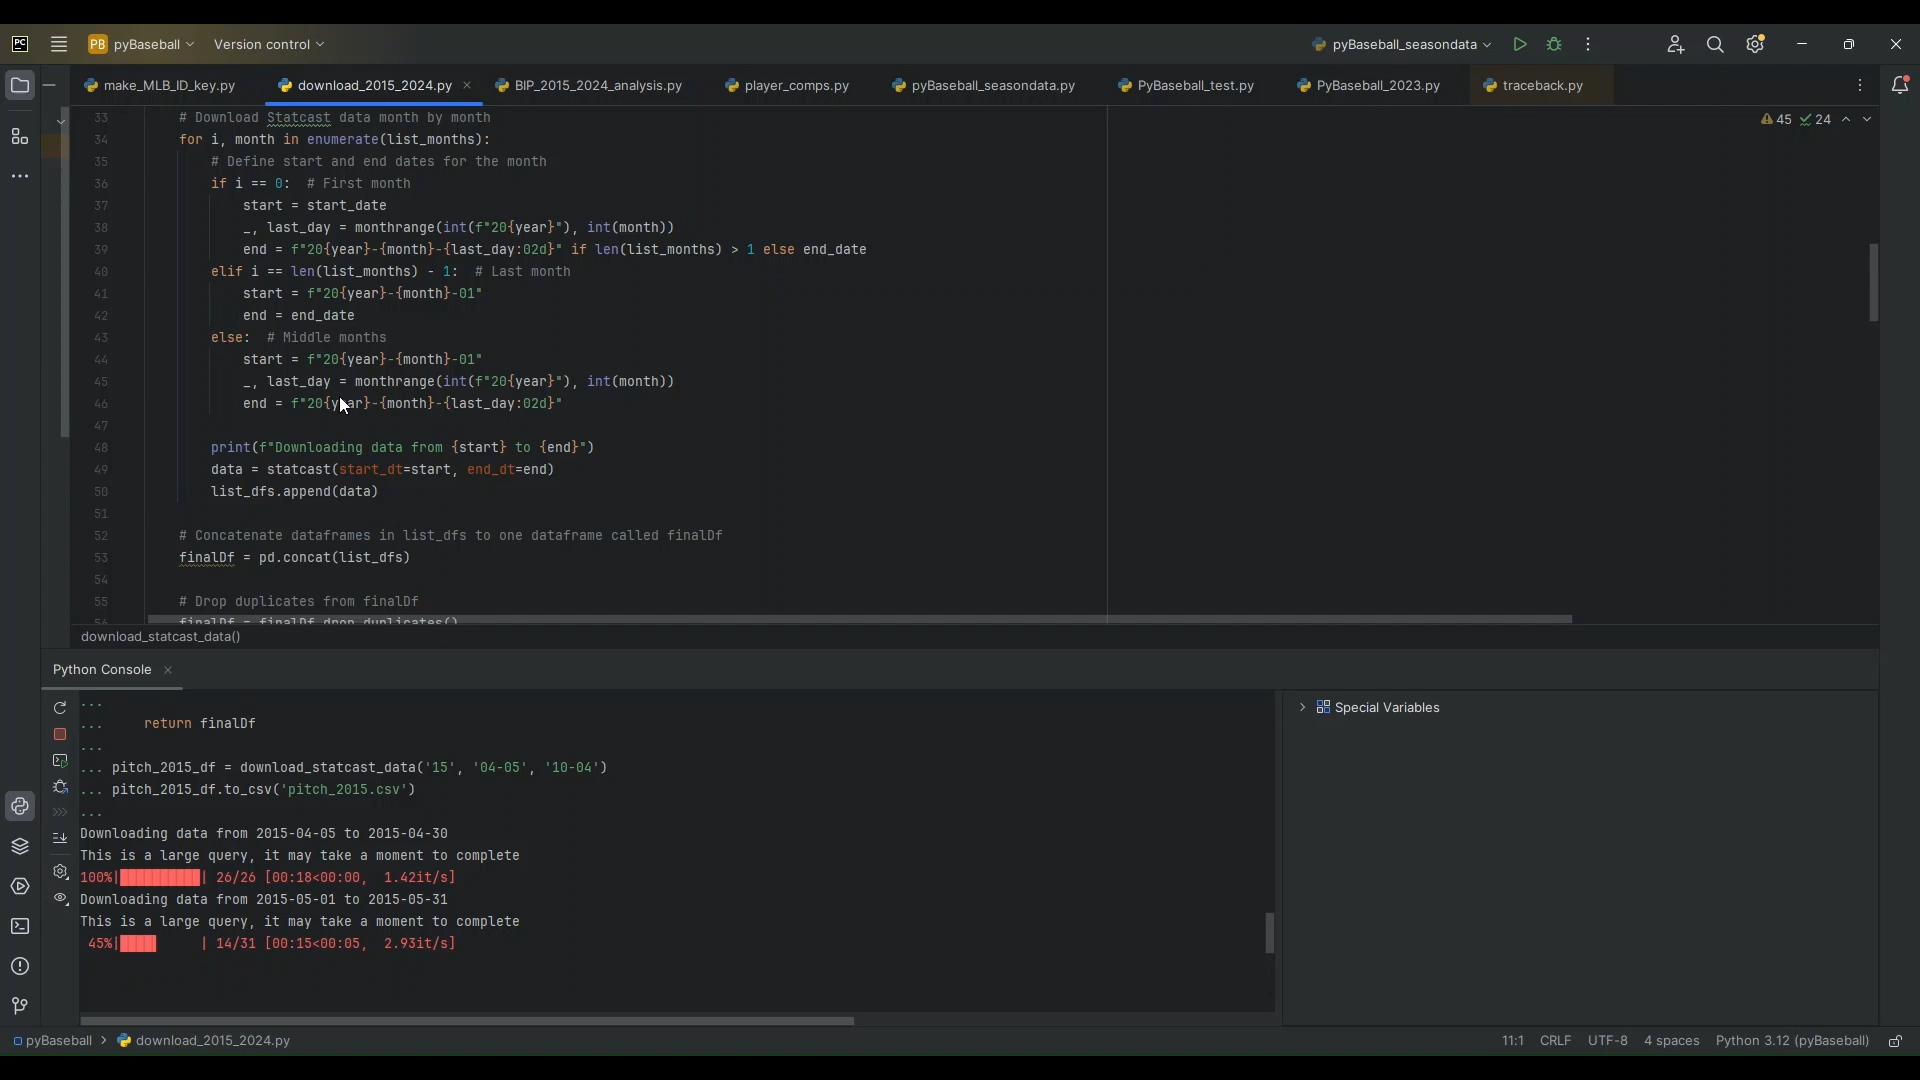 PC PB pyBaseball Version control pyBaseball_seasondata
make_MLB_ID_key.py download_2015_2024.py BIP_2015_2024_analysis.py player_comps.py pyBaseball_seasondata.py PyBaseball_test.py PyBaseball_2023.py traceback.py
45 24
33 # Download Statcast data month by month
34 for i, month in enumerate(list_months):
35 # Define start and end dates for the month
36 if i == 0: # First month
37 start = start_date
38 _, last_day = monthrange(int(f"20{year}"), int(month))
39 end = f"20{year}-{month}-{last_day:02d}" if len(list_months) > 1 else end_date
40 elif i == len(list_months) - 1: # Last month
41 start = f"20{year}-{month}-01"
42 end = end_date
43 else: # Middle months
44 start = f"20{year}-{month}-01"
45 _, last_day = monthrange(int(f"20{year}"), int(month))
46 end = f"20{year}-{month}-{last_day:02d}"
47
48 print(f"Downloading data from {start} to {end}")
49 data = statcast(start_dt=start, end_dt=end)
50 list_dfs.append(data)
51
52 # Concatenate dataframes in list_dfs to one dataframe called finalDf
53 finalDf = pd.concat(list_dfs)
54
55 # Drop duplicates from finalDf
56 finalDf = finalDf.drop_duplicates()
download_statcast_data()
Python Console
...
... return finalDf
...
... pitch_2015_df = download_statcast_data('15', '04-05', '10-04')
... pitch_2015_df.to_csv('pitch_2015.csv')
...
Downloading data from 2015-04-05 to 2015-04-30
This is a large query, it may take a moment to complete
100%|██████████| 26/26 [00:18<00:00, 1.42it/s]
Downloading data from 2015-05-01 to 2015-05-31
This is a large query, it may take a moment to complete
45%|████▌ | 14/31 [00:15<00:05, 2.93it/s]
Special Variables
pyBaseball > download_2015_2024.py 11:1 CRLF UTF-8 4 spaces Python 3.12 (pyBaseball)